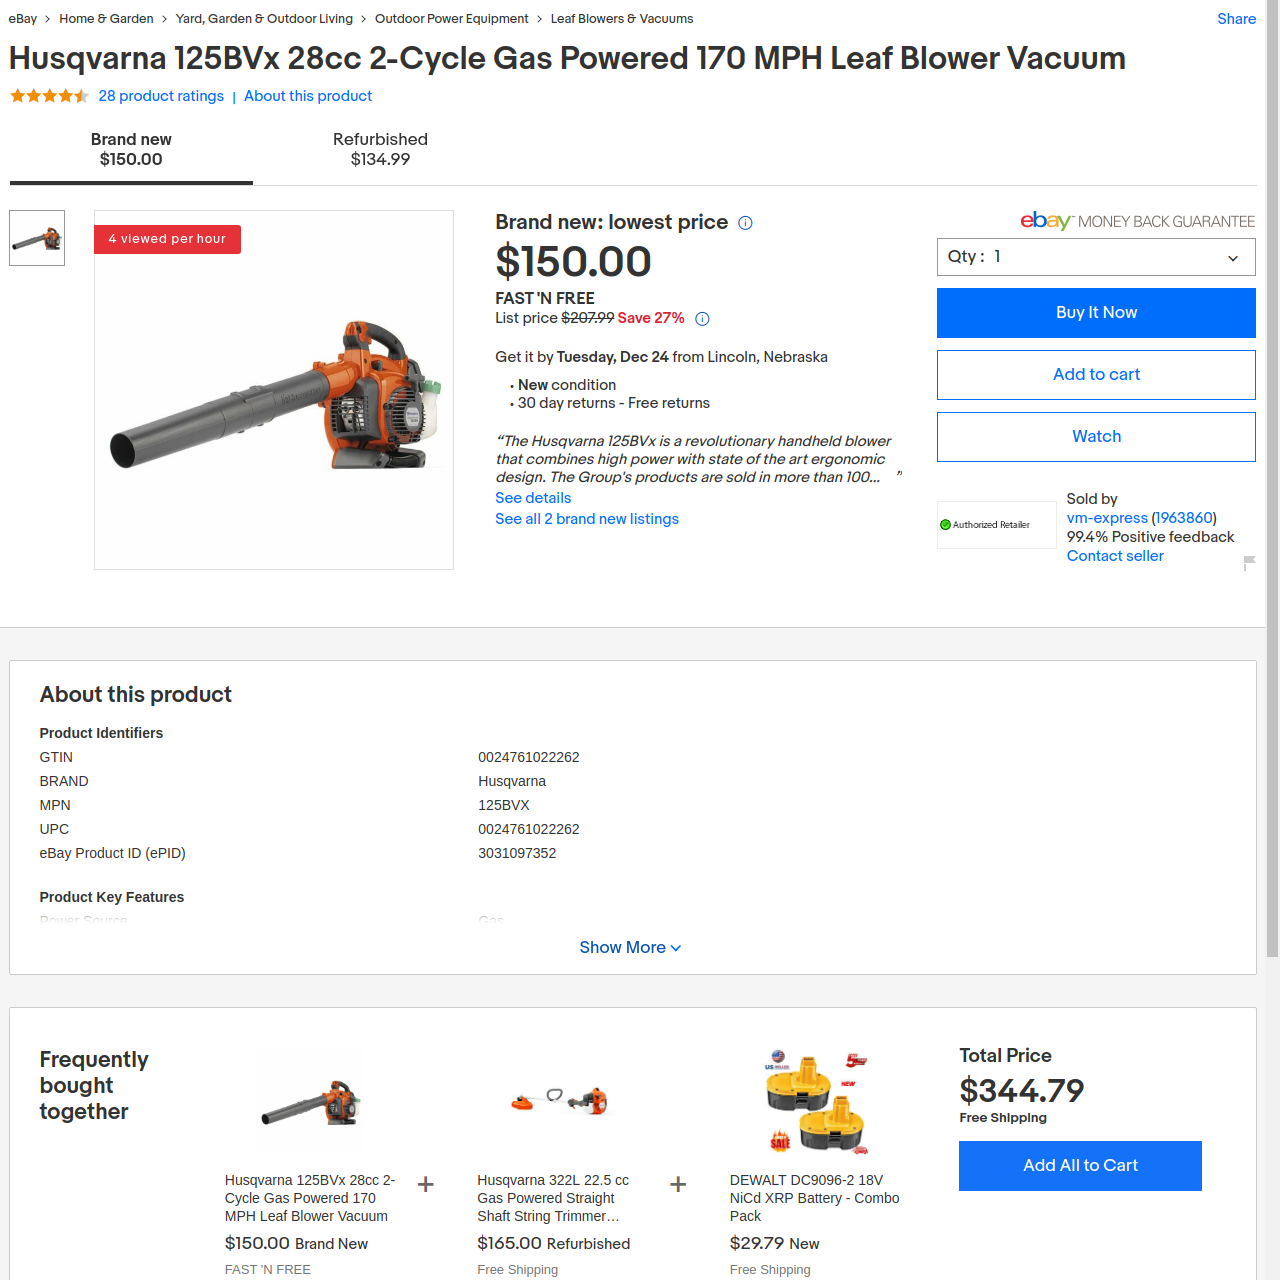 eBay > Home & Garden > Yard, Garden & Outdoor Living > Outdoor Power Equipment > Leaf Blowers & Vacuums
Share
Husqvarna 125BVx 28cc 2-Cycle Gas Powered 170 MPH Leaf Blower Vacuum
28 product ratings | About this product
Brand new
$150.00
Refurbished
$134.99
4 viewed per hour
Brand new: lowest price
$150.00
FAST 'N FREE
List price $207.99 Save 27%
Get it by Tuesday, Dec 24 from Lincoln, Nebraska
• New condition
• 30 day returns - Free returns
“The Husqvarna 125BVx is a revolutionary handheld blower
that combines high power with state of the art ergonomic
design. The Group's products are sold in more than 100... ”
See details
See all 2 brand new listings
ebay MONEY BACK GUARANTEE
Qty : 1
Buy It Now
Add to cart
Watch
Authorized Retailer
Sold by
vm-express (1963860)
99.4% Positive feedback
Contact seller
About this product
Product Identifiers
GTIN 0024761022262
BRAND Husqvarna
MPN 125BVX
UPC 0024761022262
eBay Product ID (ePID) 3031097352
Product Key Features
Power Source Gas
Show More
Frequently
bought
together
Husqvarna 125BVx 28cc 2-
Cycle Gas Powered 170
MPH Leaf Blower Vacuum
$150.00 Brand New
FAST 'N FREE
+
Husqvarna 322L 22.5 cc
Gas Powered Straight
Shaft String Trimmer…
$165.00 Refurbished
Free Shipping
+
NEW
SALE
DEWALT DC9096-2 18V
NiCd XRP Battery - Combo
Pack
$29.79 New
Free Shipping
Total Price
$344.79
Free Shipping
Add All to Cart